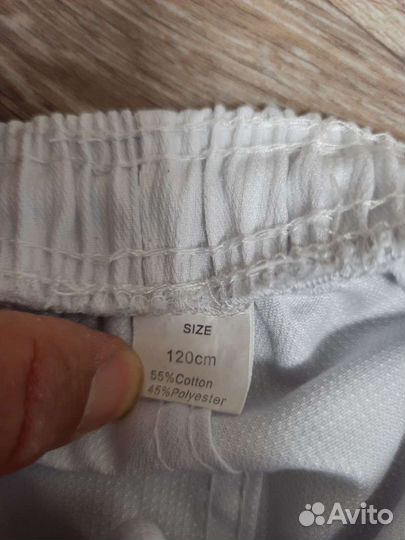 SIZE
120cm
55%Cotton
45%Polyester
Avito